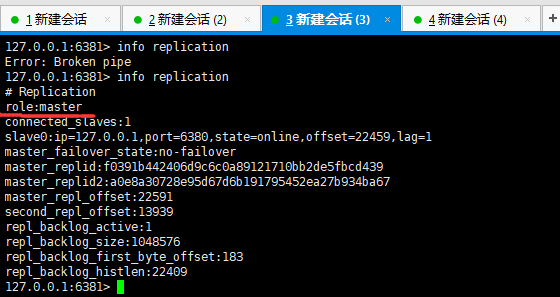 1 新建会话 × 2 新建会话 (2) × 3 新建会话 (3) × 4 新建会话 (4) × +
127.0.0.1:6381> info replication
Error: Broken pipe
127.0.0.1:6381> info replication
# Replication
role:master
connected_slaves:1
slave0:ip=127.0.0.1,port=6380,state=online,offset=22459,lag=1
master_failover_state:no-failover
master_replid:f0391b442406d9c6c0a89121710bb2de5fbcd439
master_replid2:a0e8a30728e95d67d6b191795452ea27b934ba67
master_repl_offset:22591
second_repl_offset:13939
repl_backlog_active:1
repl_backlog_size:1048576
repl_backlog_first_byte_offset:183
repl_backlog_histlen:22409
127.0.0.1:6381>